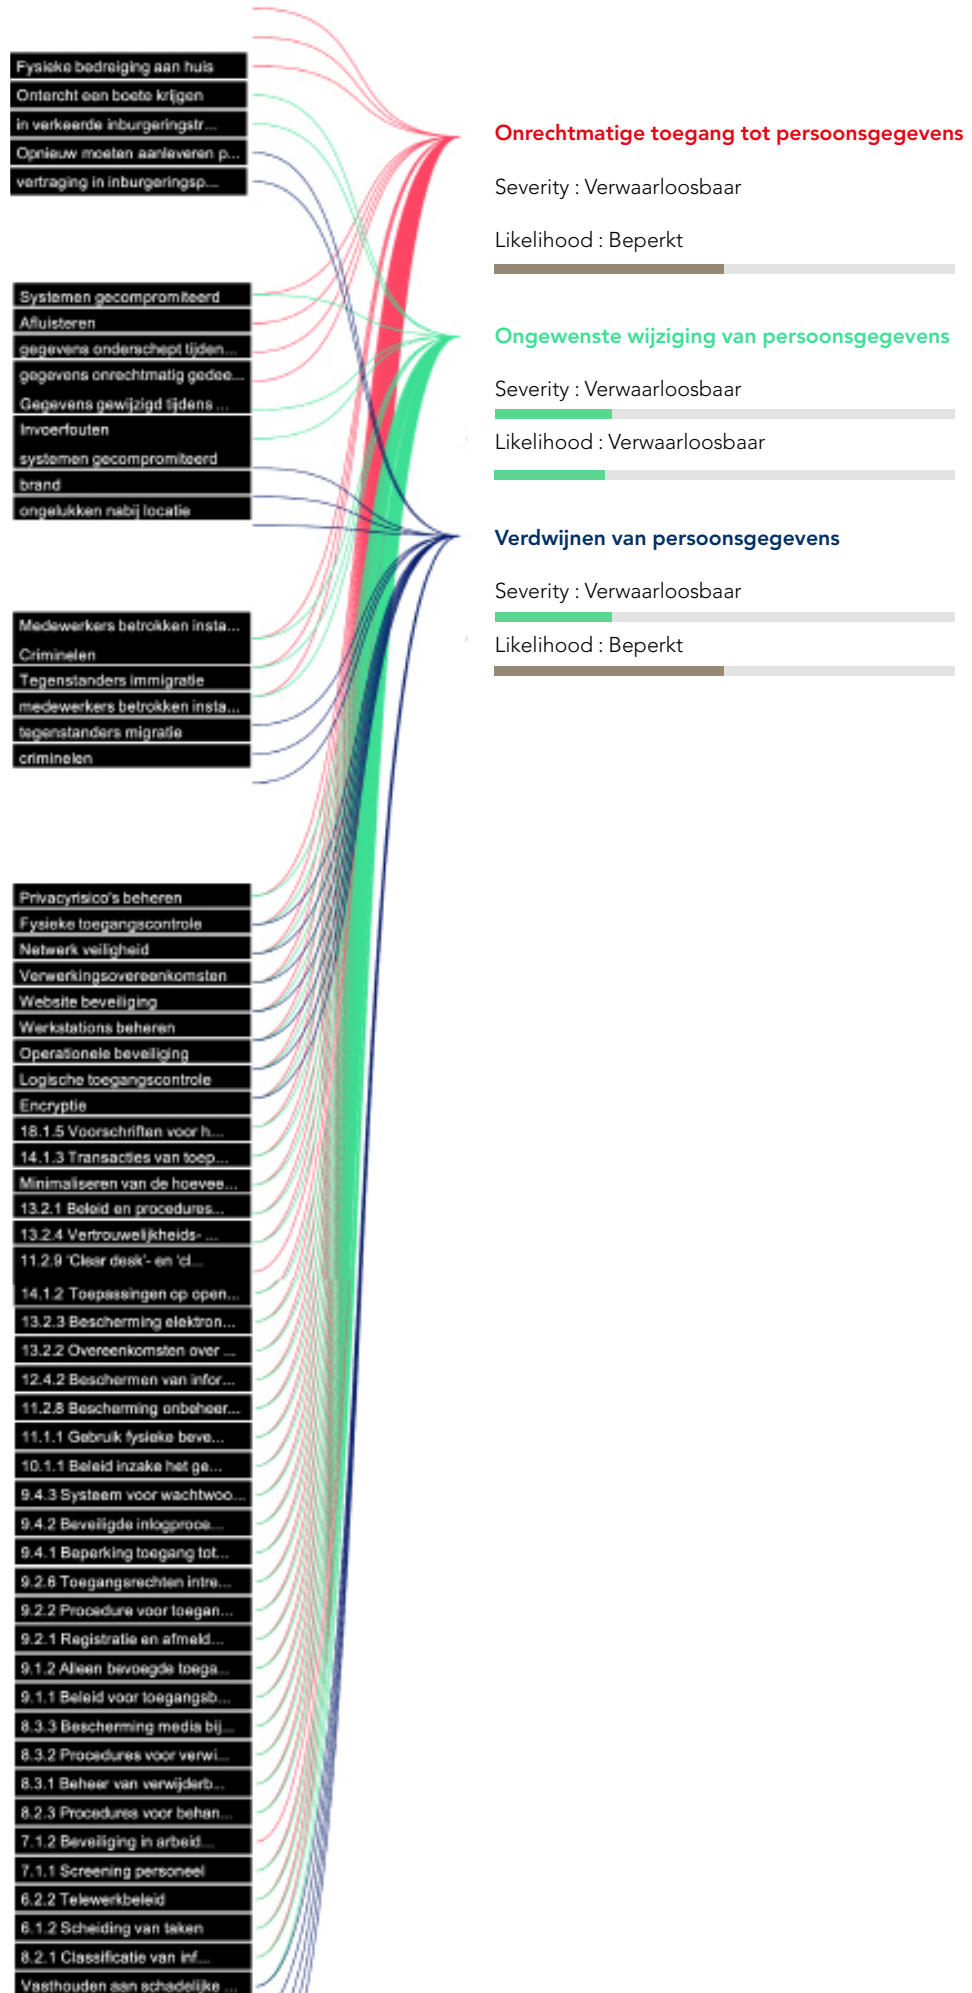 Fysieke bedreiging aan huis
Ontercht een boete krijgen
in verkeerde inburgeringstr...
Opnieuw moeten aanleveren p...
vertraging in inburgeringsp....
Onrechtmatige toegang tot persoonsgegevens
Severity : Verwaarloosbaar
Likelihood : Beperkt
Systemen gecompromiteerd
Afluisteren
gegevens onderschept tijden...
gegevens onrechtmatig gedee...
Gegevens gewijzigd tijdens ...
Invoerfouten
systemen gecompromiteerd
brand
ongelukken nabij locatie
Ongewenste wijziging van persoonsgegevens
Severity : Verwaarloosbaar
Likelihood : Verwaarloosbaar
Verdwijnen van persoonsgegevens
Severity : Verwaarloosbaar
Likelihood : Beperkt
Medewerkers betrokken insta...
Criminelen
Tegenstanders immigratie
medewerkers betrokken insta...
tegenstanders migratie
criminelen
Privacyrisico's beheren
Fysieke toegangscontrole
Netwerk veiligheid
Verwerkingsovereenkomsten
Website beveiliging
Werkstations beheren
Operationele beveiliging
Logische toegangscontrole
Encryptie
18.1.5 Voorschriften voor h...
14.1.3 Transacties van toep...
Minimaliseren van de hoevee...
13.2.1 Beleid en procedures...
13.2.4 Vertrouwelijkheids- ...
11.2.9 'Clear desk'- en 'cl...
14.1.2 Toepassingen op open...
13.2.3 Bescherming elektron...
13.2.2 Overeenkomsten over ...
12.4.2 Beschermen van infor...
11.2.8 Bescherming onbeheer...
11.1.1 Gebruik fysieke beve...
10.1.1 Beleid inzake het ge...
9.4.3 Systeem voor wachtwoo...
9.4.2 Beveiligde inlogproce...
9.4.1 Beperking toegang tot...
9.2.6 Toegangsrechten intre...
9.2.2 Procedure voor toegan...
9.2.1 Registratie en afmeld...
9.1.2 Alleen bevoegde toega...
9.1.1 Beleid voor toegangsb...
8.3.3 Bescherming media bij...
8.3.2 Procedures voor verwi...
8.3.1 Beheer van verwijderb...
8.2.3 Procedures voor behan...
7.1.2 Beveiliging in arbeid...
7.1.1 Screening personeel
6.2.2 Telewerkbeleid
6.1.2 Scheiding van taken
8.2.1 Classificatie van inf...
Vasthouden aan schadelijke ...